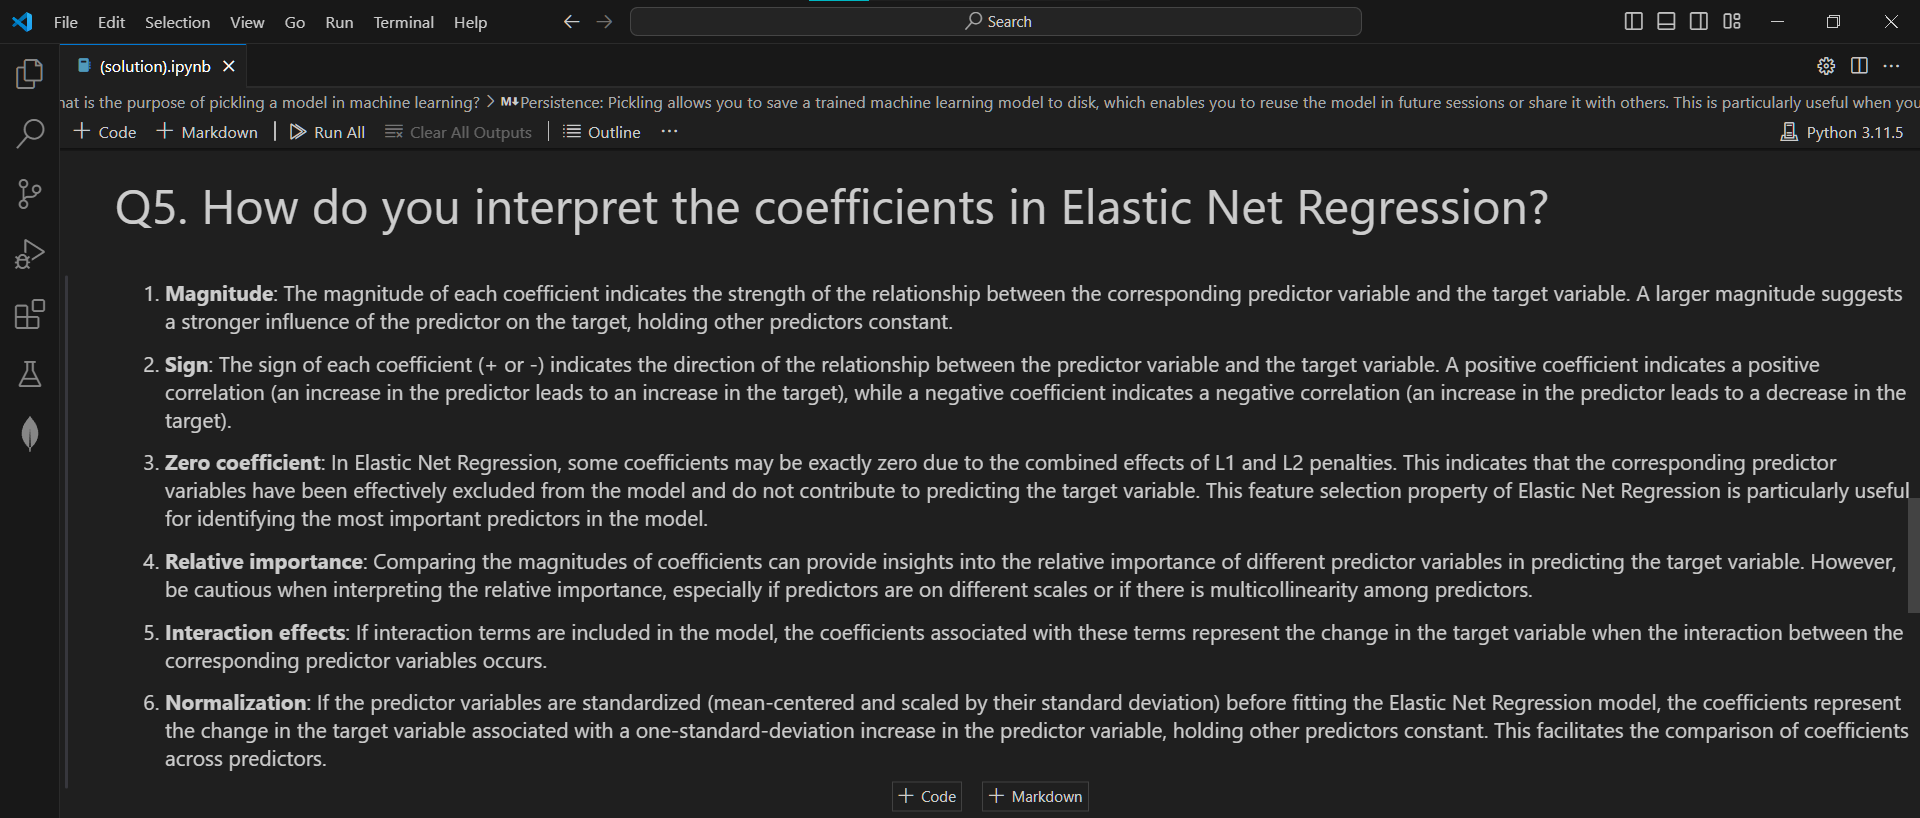 File Edit Selection View Go Run Terminal Help Search
(solution).ipynb
hat is the purpose of pickling a model in machine learning? > M↓ Persistence: Pickling allows you to save a trained machine learning model to disk, which enables you to reuse the model in future sessions or share it with others. This is particularly useful when you
+ Code + Markdown | Run All Clear All Outputs | Outline ... Python 3.11.5
Q5. How do you interpret the coefficients in Elastic Net Regression?
1. Magnitude: The magnitude of each coefficient indicates the strength of the relationship between the corresponding predictor variable and the target variable. A larger magnitude suggests
a stronger influence of the predictor on the target, holding other predictors constant.
2. Sign: The sign of each coefficient (+ or -) indicates the direction of the relationship between the predictor variable and the target variable. A positive coefficient indicates a positive
correlation (an increase in the predictor leads to an increase in the target), while a negative coefficient indicates a negative correlation (an increase in the predictor leads to a decrease in the
target).
3. Zero coefficient: In Elastic Net Regression, some coefficients may be exactly zero due to the combined effects of L1 and L2 penalties. This indicates that the corresponding predictor
variables have been effectively excluded from the model and do not contribute to predicting the target variable. This feature selection property of Elastic Net Regression is particularly useful
for identifying the most important predictors in the model.
4. Relative importance: Comparing the magnitudes of coefficients can provide insights into the relative importance of different predictor variables in predicting the target variable. However,
be cautious when interpreting the relative importance, especially if predictors are on different scales or if there is multicollinearity among predictors.
5. Interaction effects: If interaction terms are included in the model, the coefficients associated with these terms represent the change in the target variable when the interaction between the
corresponding predictor variables occurs.
6. Normalization: If the predictor variables are standardized (mean-centered and scaled by their standard deviation) before fitting the Elastic Net Regression model, the coefficients represent
the change in the target variable associated with a one-standard-deviation increase in the predictor variable, holding other predictors constant. This facilitates the comparison of coefficients
across predictors.
+ Code + Markdown